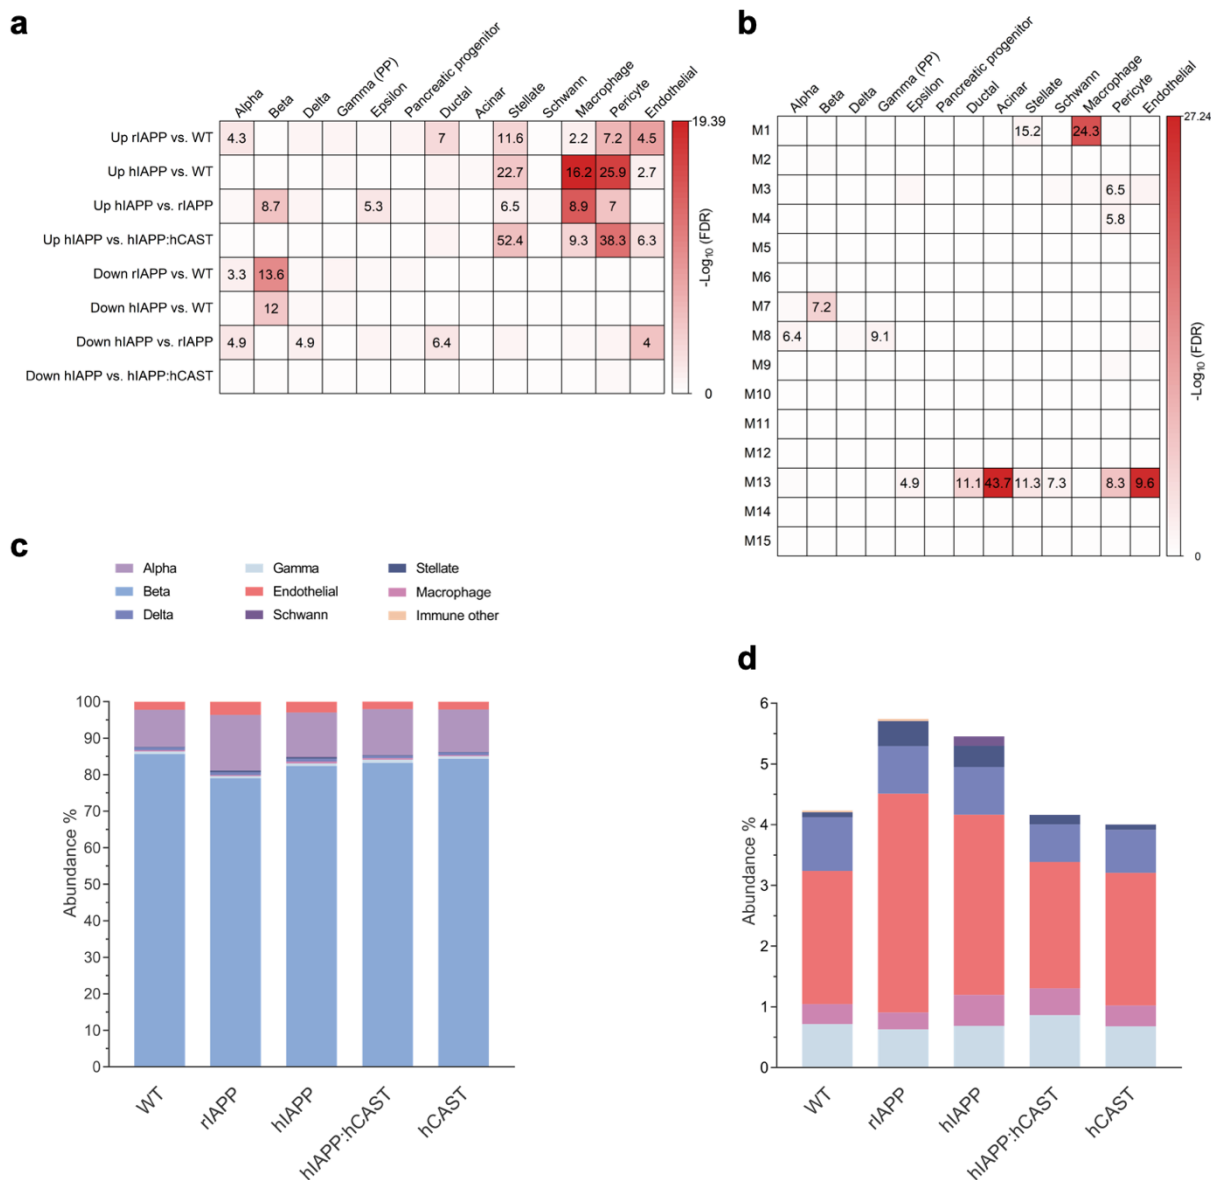 a
Alpha
Beta
Delta
Gamma (PP)
Epsilon
Pancreatic progenitor
Ductal
Acinar
Stellate
Schwann
Macrophage
Pericyte
Endothelial
Up rIAPP vs. WT 4.3 7 11.6 2.2 7.2 4.5
Up hIAPP vs. WT 22.7 16.2 25.9 2.7
Up hIAPP vs. rIAPP 8.7 5.3 6.5 8.9 7
Up hIAPP vs. hIAPP:hCAST 52.4 9.3 38.3 6.3
Down rIAPP vs. WT 3.3 13.6
Down hIAPP vs. WT 12
Down hIAPP vs. rIAPP 4.9 4.9 6.4 4
Down hIAPP vs. hIAPP:hCAST
19.39
-Log10 (FDR)
0
b
Alpha
Beta
Delta
Gamma (PP)
Epsilon
Pancreatic progenitor
Ductal
Acinar
Stellate
Schwann
Macrophage
Pericyte
Endothelial
M1 15.2 24.3
M2
M3 6.5
M4 5.8
M5
M6
M7 7.2
M8 6.4 9.1
M9
M10
M11
M12
M13 4.9 11.1 43.7 11.3 7.3 8.3 9.6
M14
M15
27.24
-Log10 (FDR)
0
c
Alpha
Beta
Delta
Gamma
Endothelial
Schwann
Stellate
Macrophage
Immune other
Abundance %
100
90
80
70
60
50
40
30
20
10
0
WT
rIAPP
hIAPP
hIAPP:hCAST
hCAST
d
Abundance %
6
5
4
3
2
1
0
WT
rIAPP
hIAPP
hIAPP:hCAST
hCAST